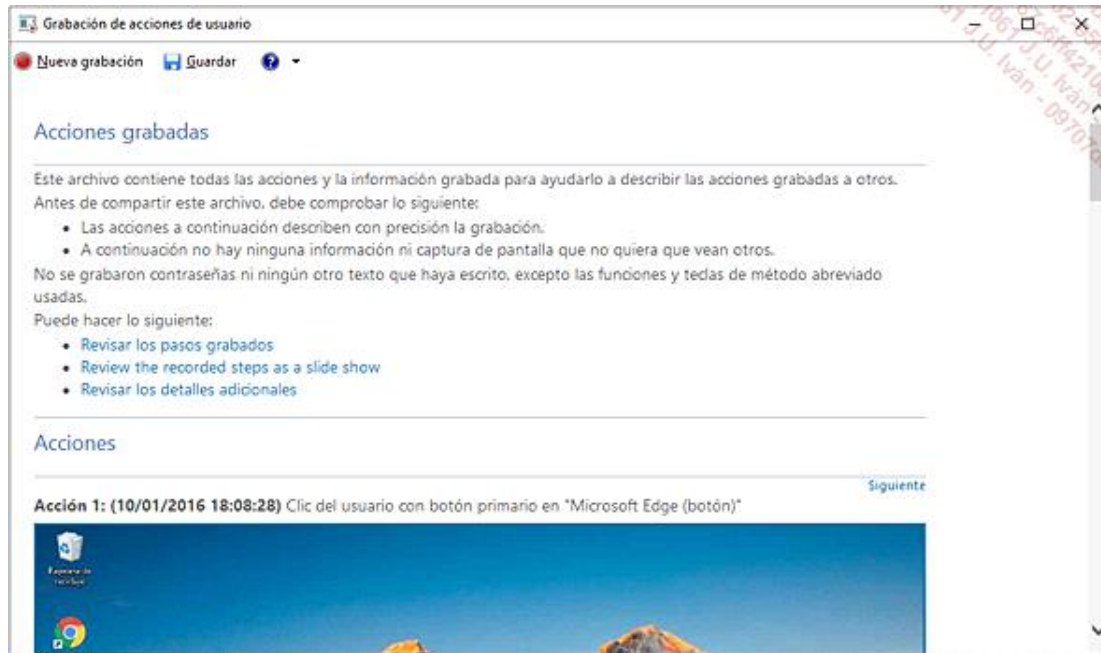 Grabación de acciones de usuario
Nueva grabación Guardar
Acciones grabadas
Este archivo contiene todas las acciones y la información grabada para ayudarlo a describir las acciones grabadas a otros.
Antes de compartir este archivo, debe comprobar lo siguiente:
• Las acciones a continuación describen con precisión la grabación.
• A continuación no hay ninguna información ni captura de pantalla que no quiera que vean otros.
No se grabaron contraseñas ni ningún otro texto que haya escrito, excepto las funciones y teclas de método abreviado
usadas.
Puede hacer lo siguiente:
• Revisar los pasos grabados
• Review the recorded steps as a slide show
• Revisar los detalles adicionales
Acciones
Siguiente
Acción 1: (10/01/2016 18:08:28) Clic del usuario con botón primario en "Microsoft Edge (botón)"